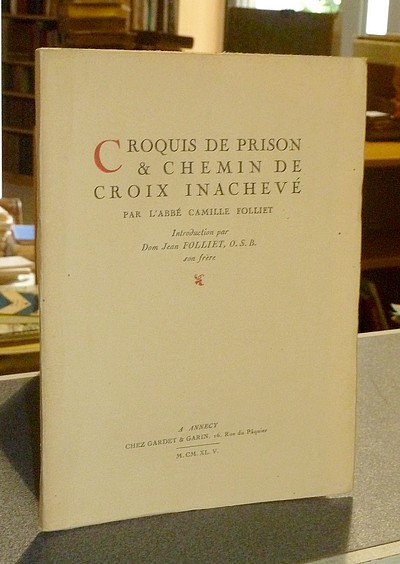 CROQUIS DE PRISON
& CHEMIN DE
CROIX INACHEVÉ
PAR L'ABBÉ CAMILLE FOLLIET
Introduction par
Dom Jean FOLLIET, O. S. B.
son frère
A ANNECY
CHEZ GARDET & GARIN. 26. Rue du Pâquier
M. CM. XL. V.